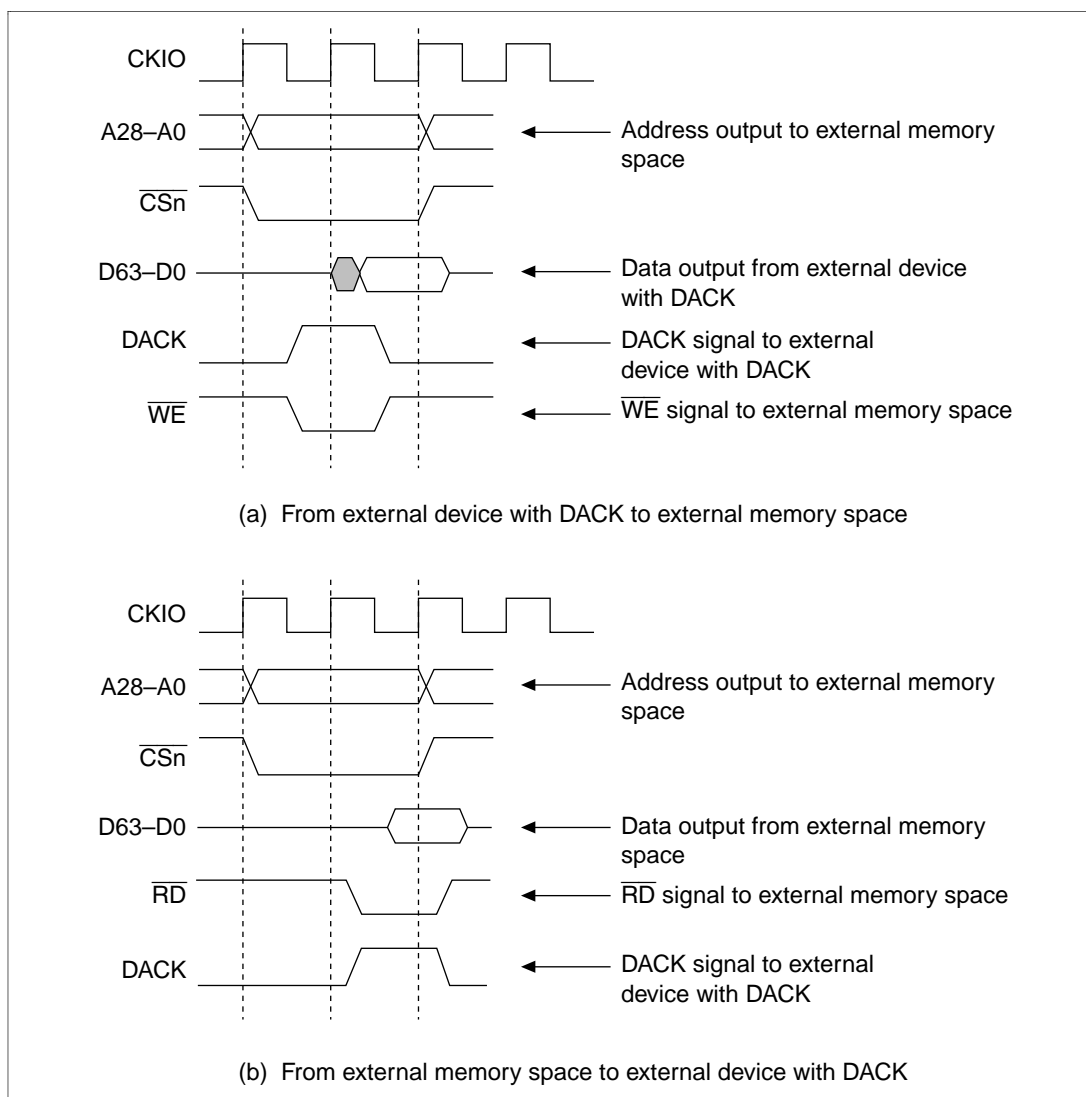 CKIO
A28–A0
Address output to external memory
space
CSn
D63–D0
Data output from external device
with DACK
DACK
DACK signal to external
device with DACK
WE
WE signal to external memory space
(a) From external device with DACK to external memory space
CKIO
A28–A0
Address output to external memory
space
CSn
D63–D0
Data output from external memory
space
RD
RD signal to external memory space
DACK
DACK signal to external
device with DACK
(b) From external memory space to external device with DACK